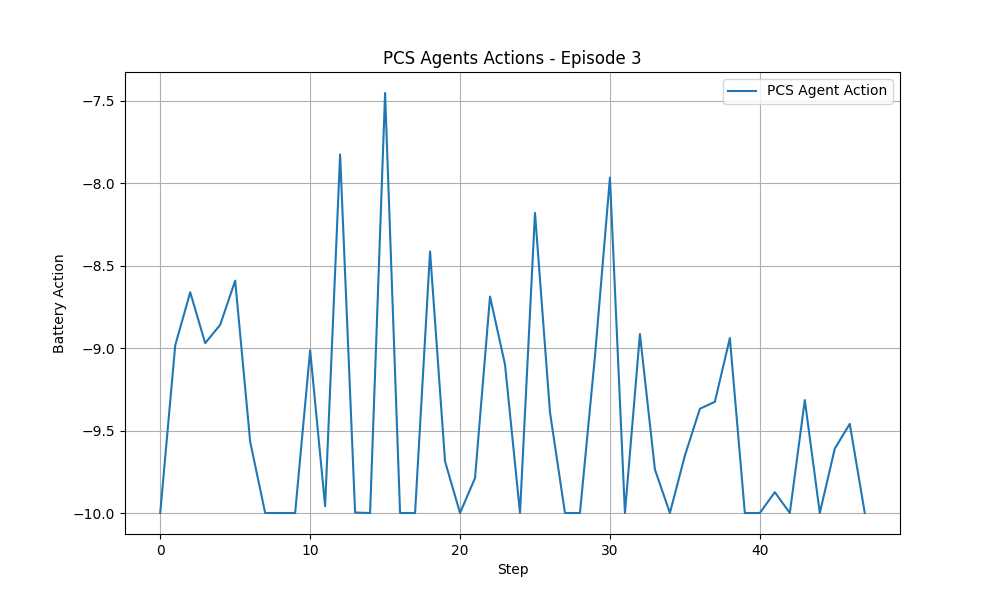 PCS Agents Actions - Episode 3
PCS Agent Action
Battery Action
−7.5
−8.0
−8.5
−9.0
−9.5
−10.0
0
10
20
30
40
Step